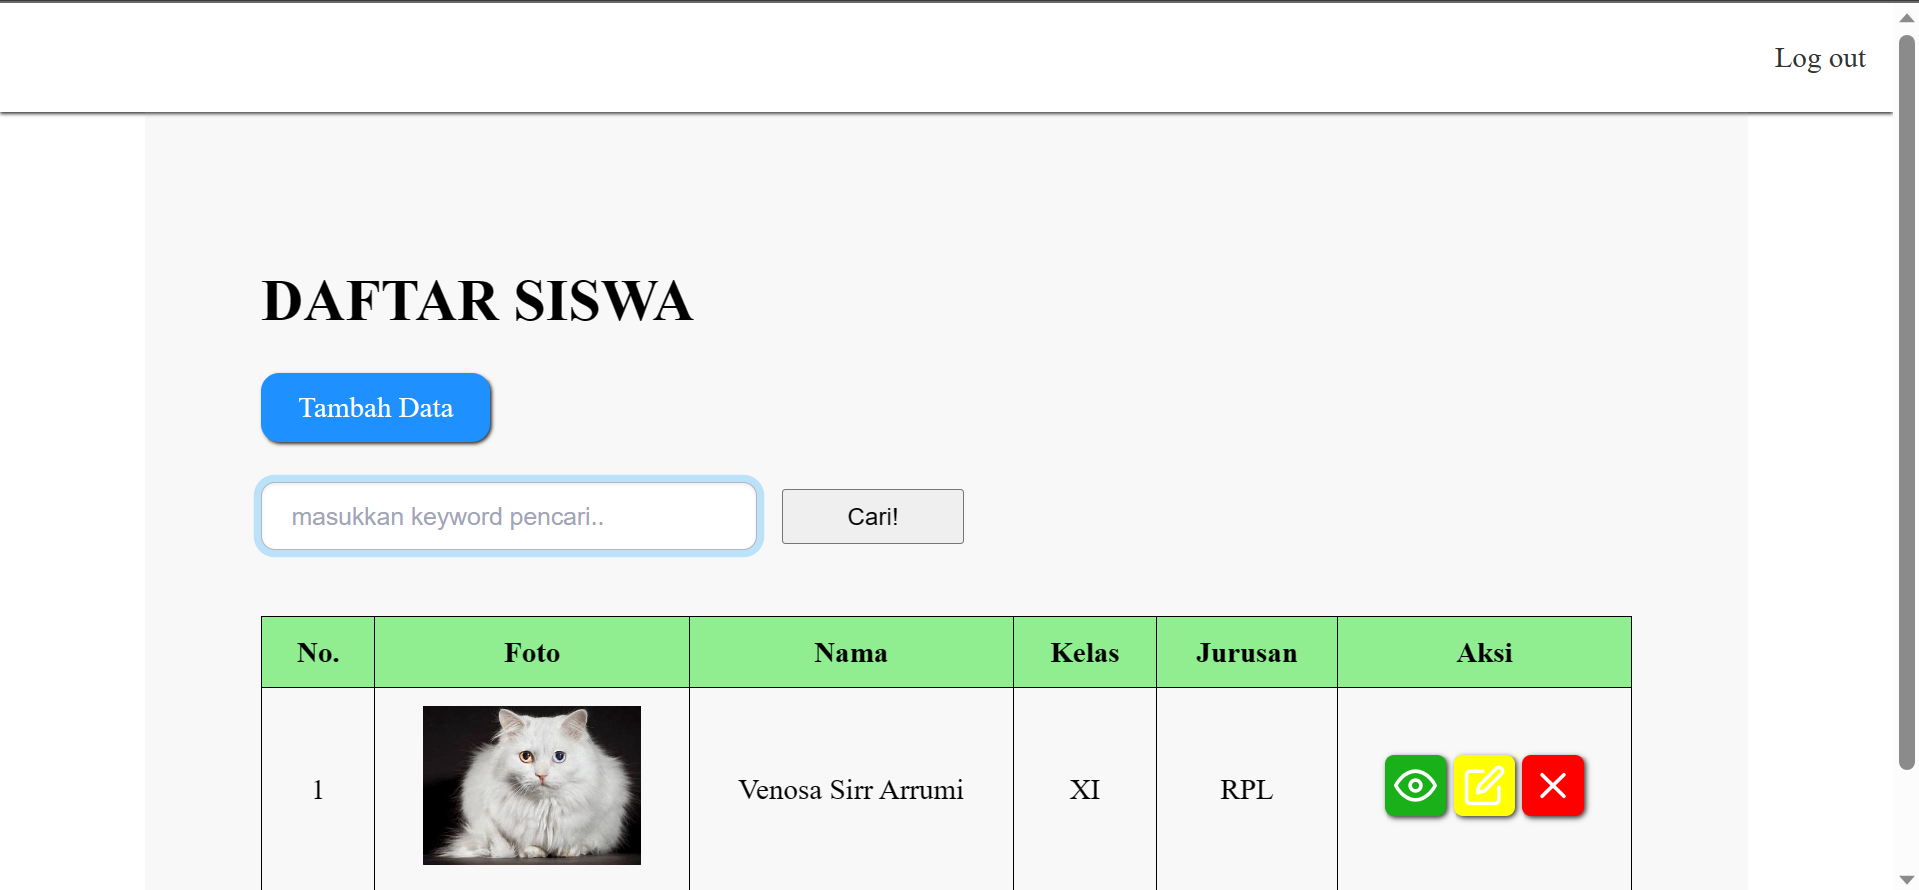 Log out
DAFTAR SISWA
Tambah Data
masukkan keyword pencari..
Cari!
No. Foto Nama Kelas Jurusan Aksi
1 Venosa Sirr Arrumi XI RPL